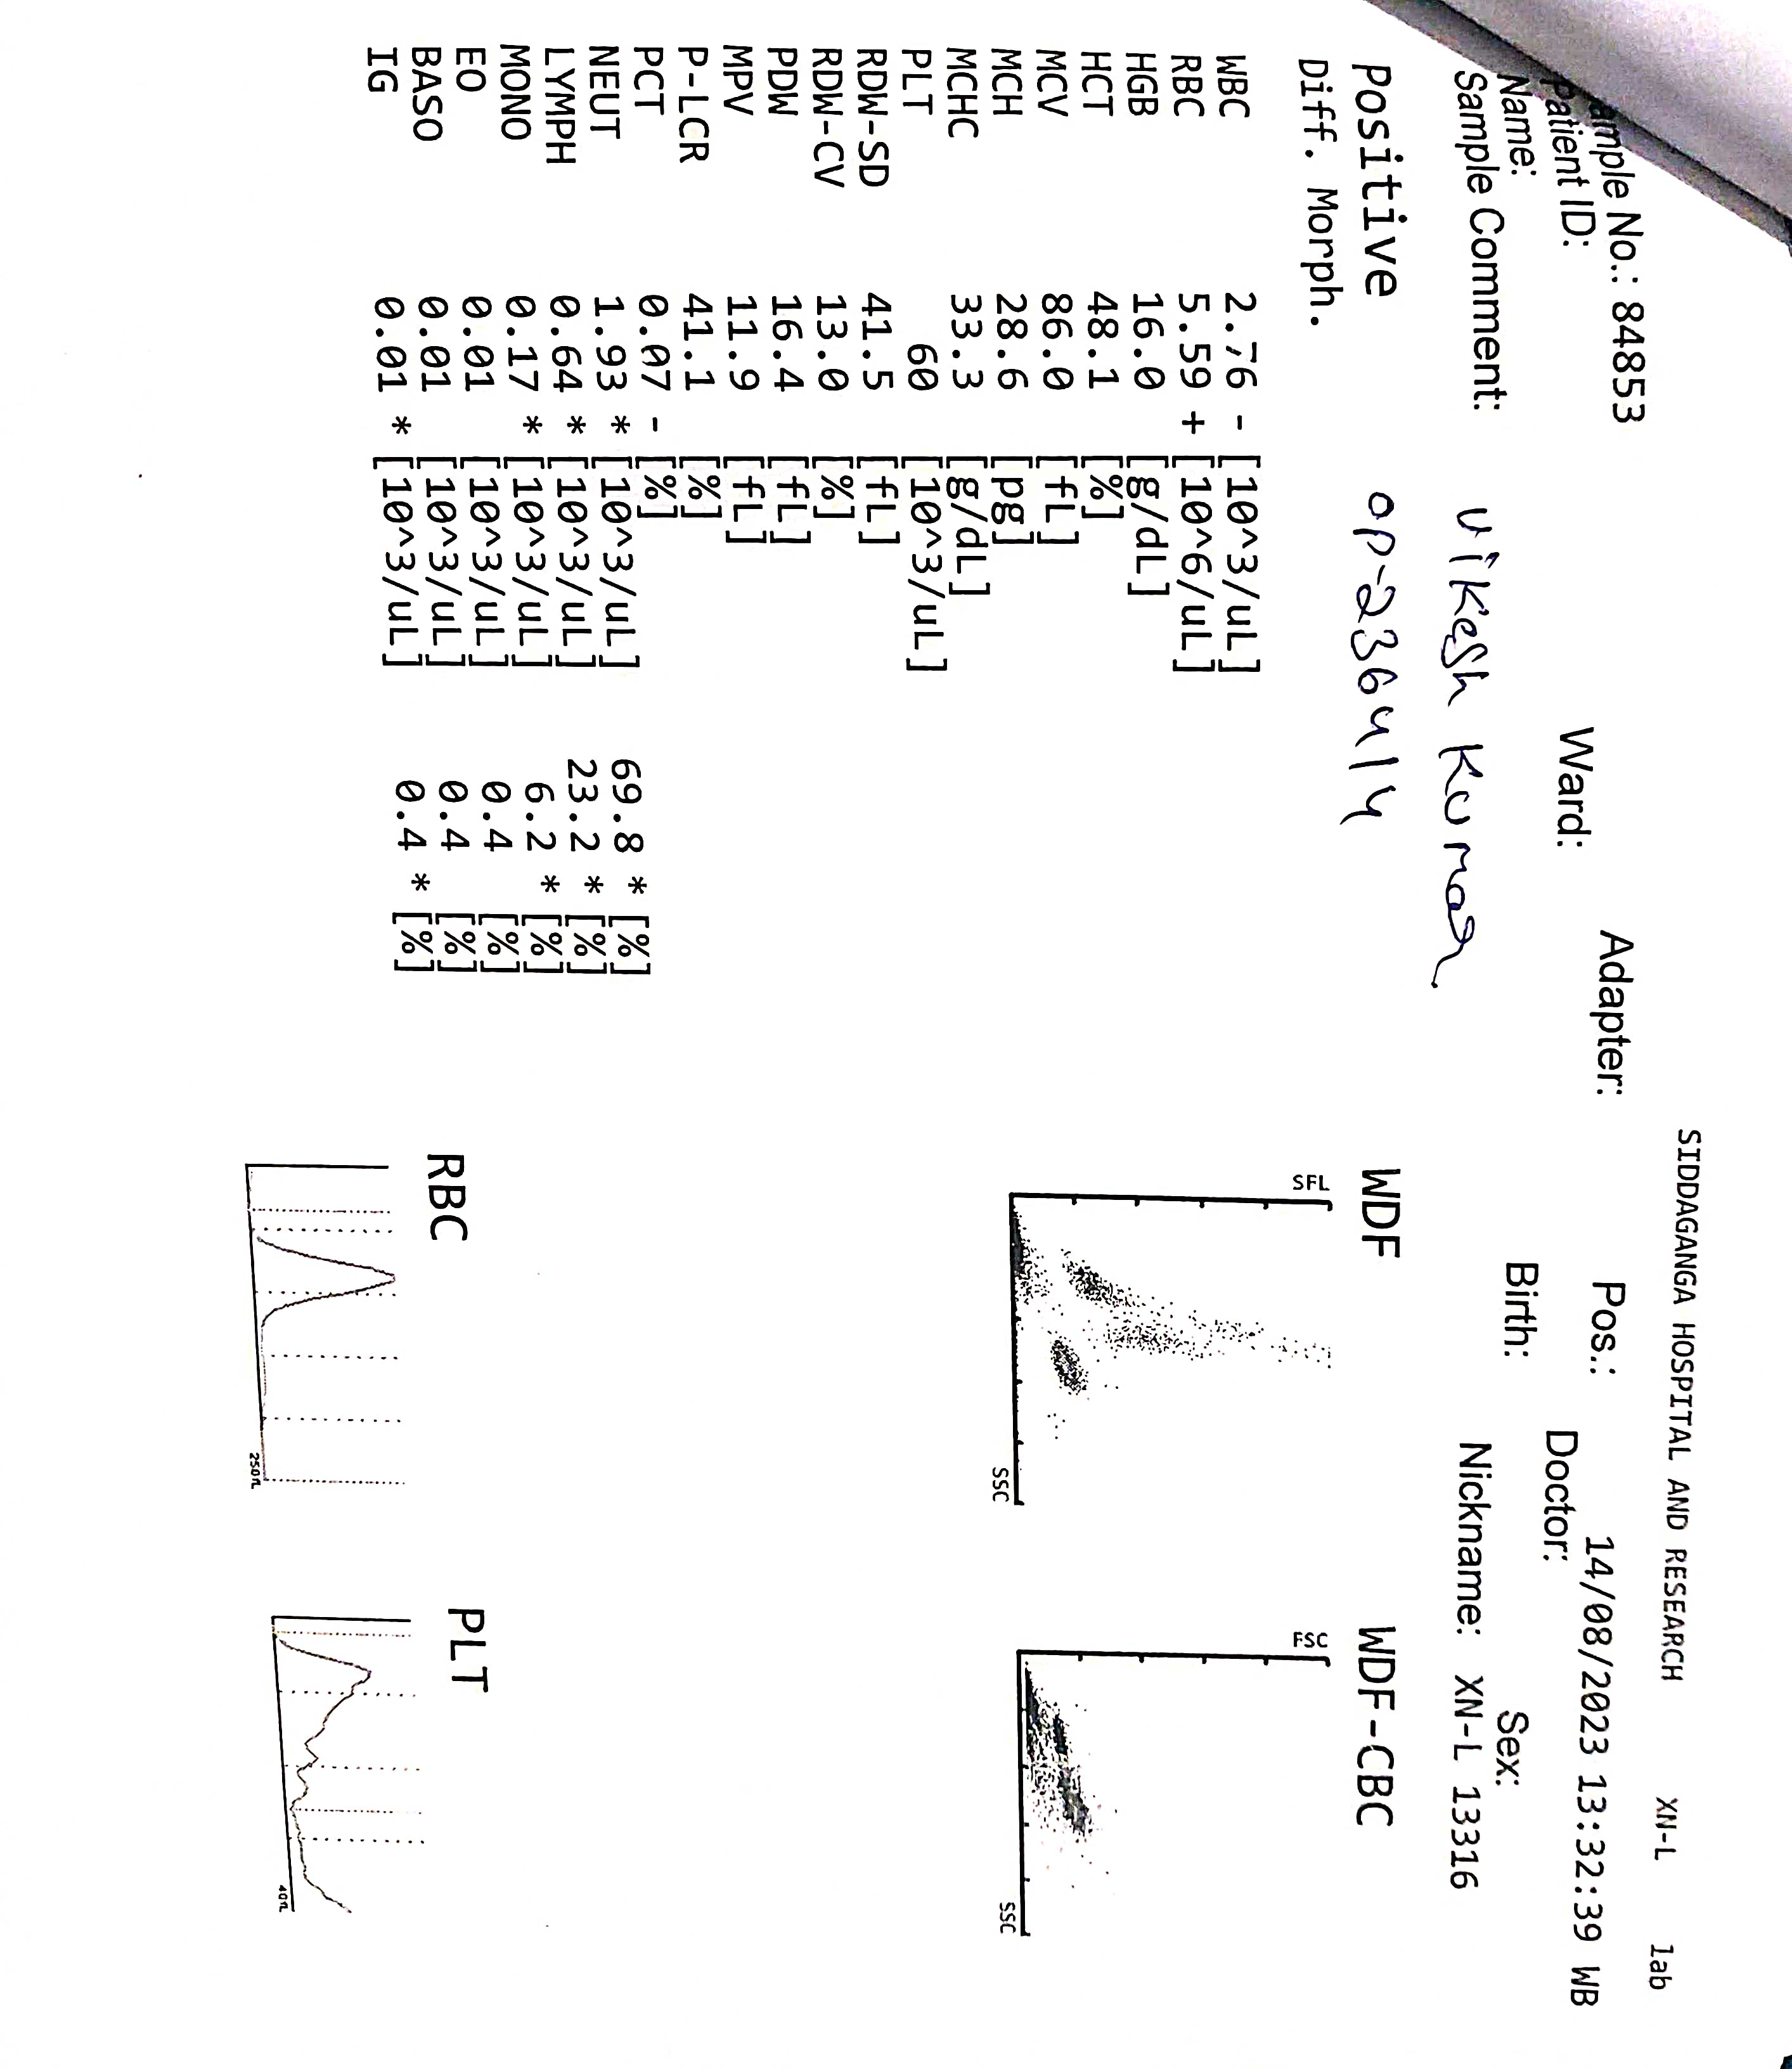 SIDDAGANGA HOSPITAL AND RESEARCH XN-L lab
ample No.: 84853 Adapter: Pos.: 14/08/2023 13:32:39 WB
Patient ID: Ward: Doctor:
Name: Birth: Sex:
Sample Comment: Vikesh Kumar Nickname: XN-L 13316
Positive OP-236414
Diff. Morph.
WBC 2.76 - [10^3/uL]
RBC 5.59 + [10^6/uL]
HGB 16.0 [g/dL]
HCT 48.1 [%]
MCV 86.0 [fL]
MCH 28.6 [pg]
MCHC 33.3 [g/dL]
PLT 60 [10^3/uL]
RDW-SD 41.5 [fL]
RDW-CV 13.0 [%]
PDW 16.4 [fL]
MPV 11.9 [fL]
P-LCR 41.1 [%]
PCT 0.07 - [%]
NEUT 1.93 * [10^3/uL] 69.8 * [%]
LYMPH 0.64 * [10^3/uL] 23.2 * [%]
MONO 0.17 * [10^3/uL] 6.2 * [%]
EO 0.01 [10^3/uL] 0.4 [%]
BASO 0.01 [10^3/uL] 0.4 [%]
IG 0.01 * [10^3/uL] 0.4 * [%]
WDF WDF-CBC
SFL FSC
SSC SSC
RBC PLT
250fL 40fL